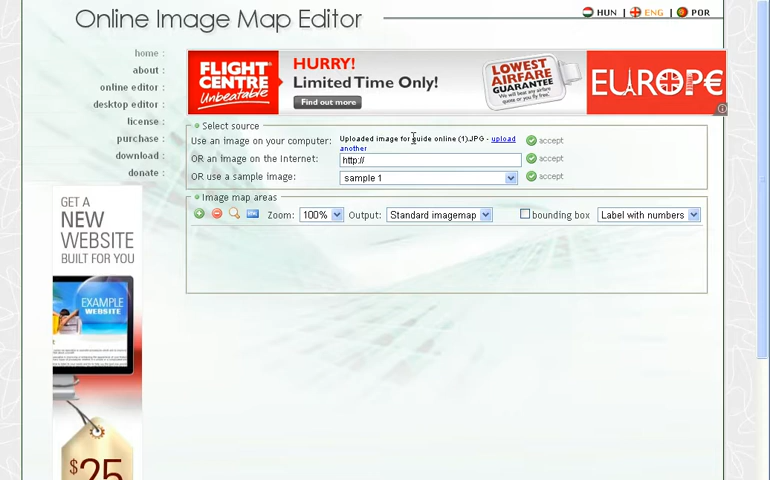 Online Image Map Editor
HUN | ENG | POR
home :
about :
online editor :
desktop editor :
license :
purchase :
download :
donate :
FLIGHT CENTRE
Unbeatable
HURRY!
Limited Time Only!
Find out more
LOWEST AIRFARE GUARANTEE
EUROPE
Select source
Use an image on your computer: Uploaded image for guide online (1).JPG - upload another accept
OR an image on the Internet: http:// accept
OR use a sample image: sample 1 accept
Image map areas
Zoom: 100% Output: Standard imagemap bounding box Label with numbers
GET A
NEW
WEBSITE
BUILT FOR YOU
EXAMPLE
WEBSITE
$25